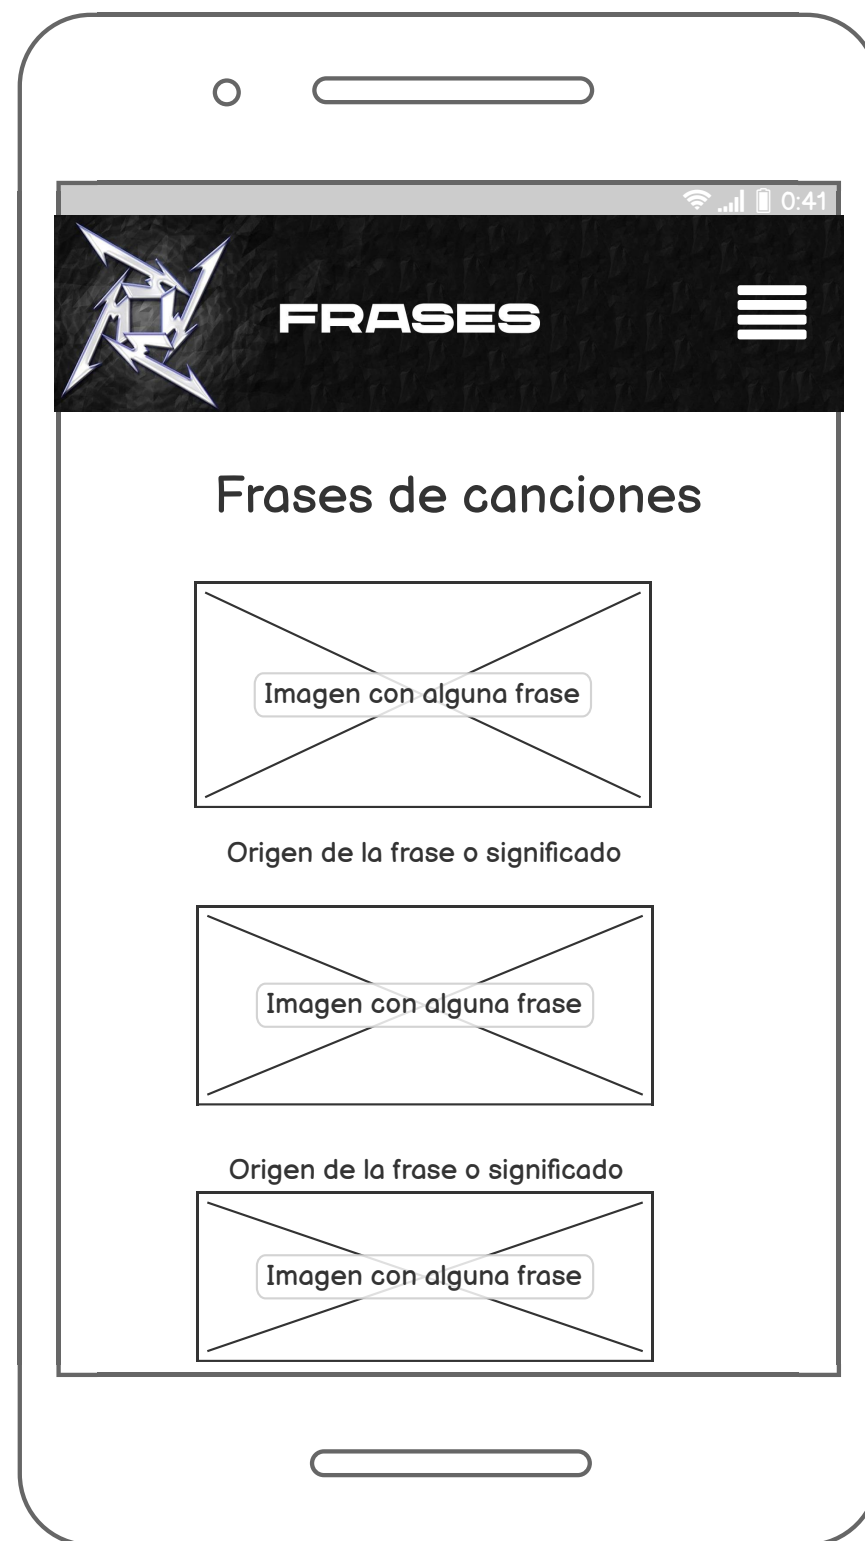 0:41
FRASES
Frases de canciones
Imagen con alguna frase
Origen de la frase o significado
Imagen con alguna frase
Origen de la frase o significado
Imagen con alguna frase